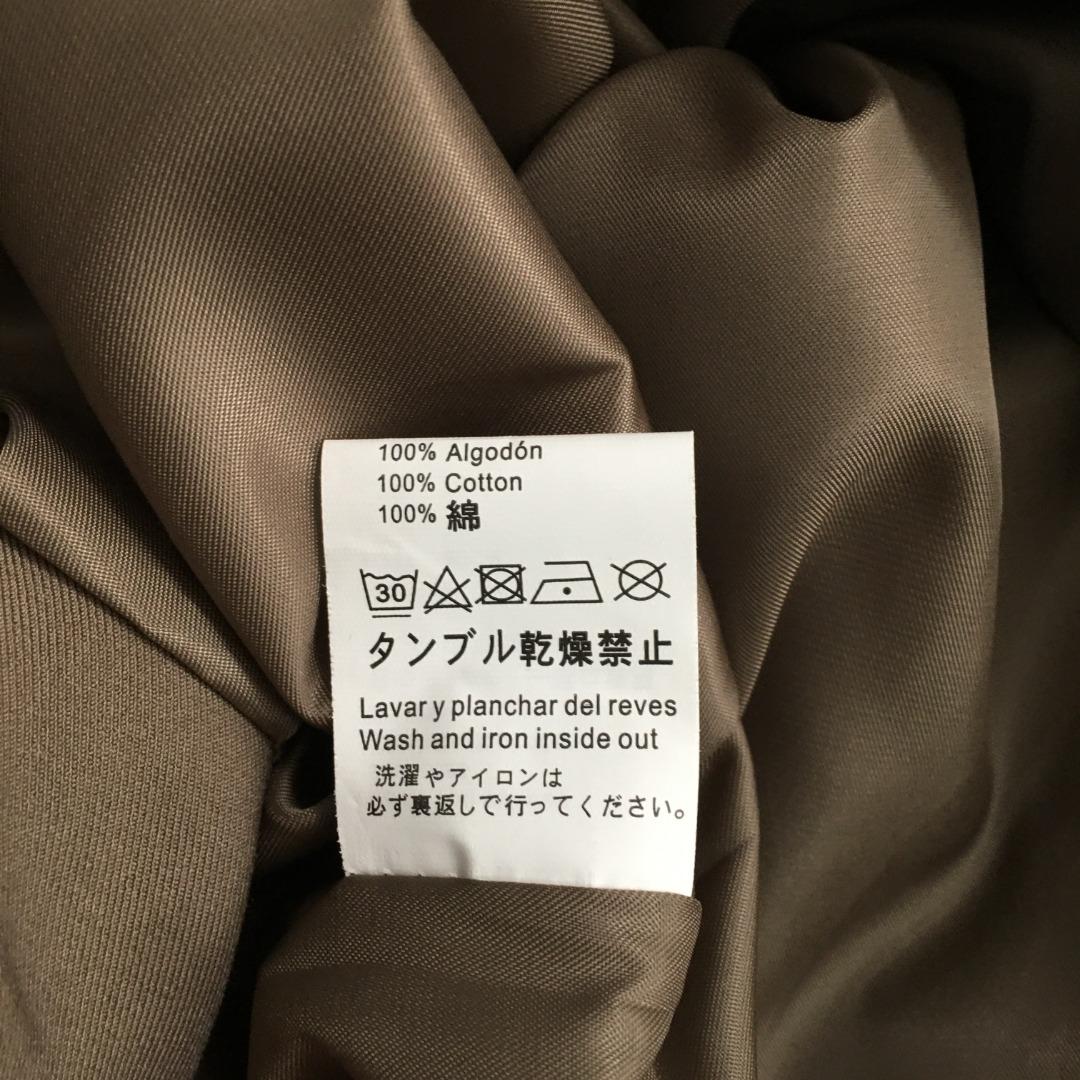 100% Algodón
100% Cotton
100% 綿
30
タンブル乾燥禁止
Lavar y planchar del reves
Wash and iron inside out
洗濯やアイロンは
必ず裏返しで行ってください。